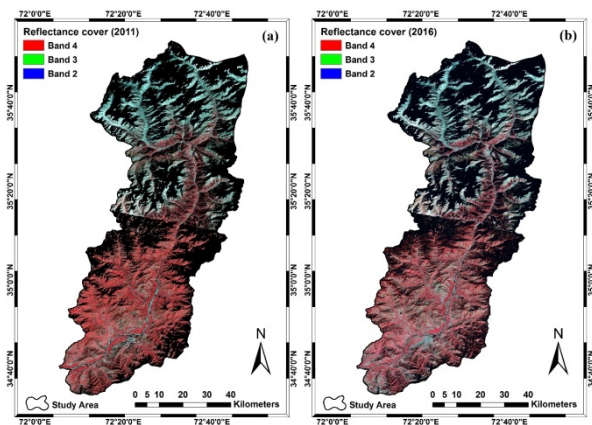 72°0'0"E 72°20'0"E 72°40'0"E
Reflectance cover (2011) (a)
Band 4
Band 3
Band 2
35°40'0"N
35°20'0"N
35°0'0"N
34°40'0"N
N
0 5 10 20 30 40
Kilometers
Study Area
72°0'0"E 72°20'0"E 72°40'0"E
72°0'0"E 72°20'0"E 72°40'0"E
Reflectance cover (2016) (b)
Band 4
Band 3
Band 2
35°40'0"N
35°20'0"N
35°0'0"N
34°40'0"N
N
0 5 10 20 30 40
Kilometers
Study Area
72°0'0"E 72°20'0"E 72°40'0"E